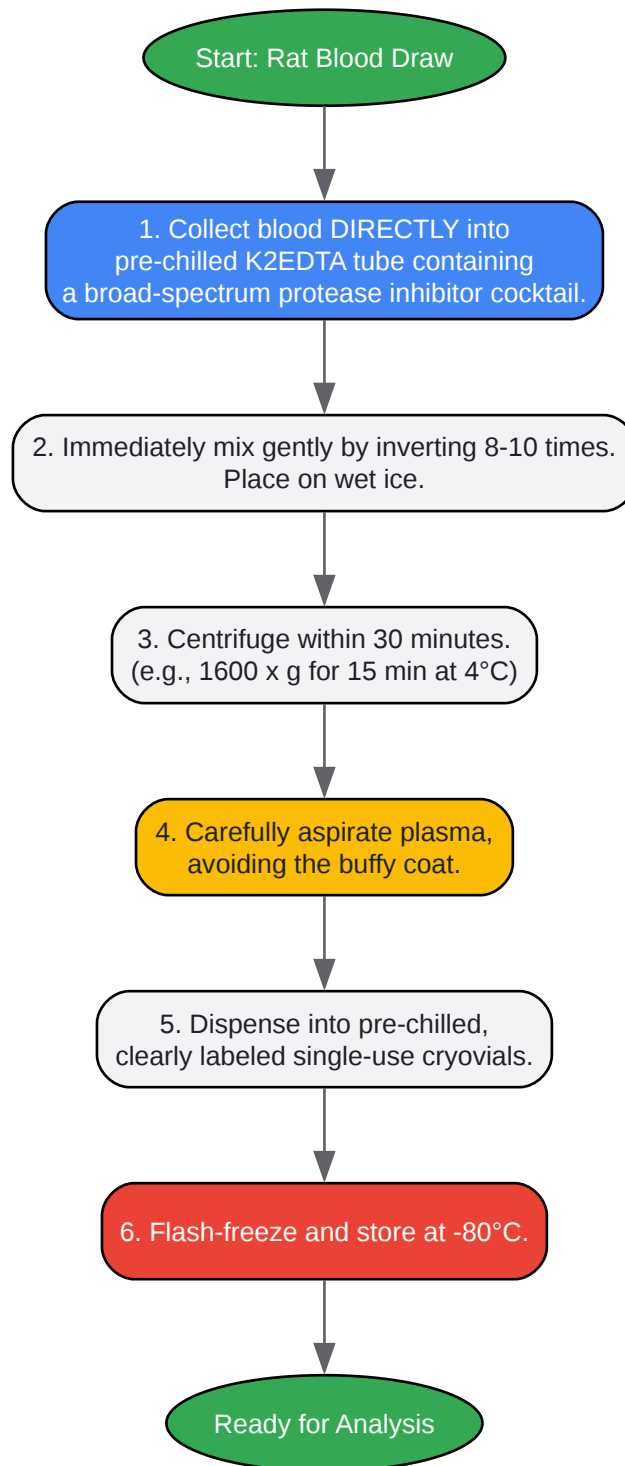 Start: Rat Blood Draw
1. Collect blood DIRECTLY into
pre-chilled K2EDTA tube containing
a broad-spectrum protease inhibitor cocktail.
2. Immediately mix gently by inverting 8-10 times.
Place on wet ice.
3. Centrifuge within 30 minutes.
(e.g., 1600 x g for 15 min at 4°C)
4. Carefully aspirate plasma,
avoiding the buffy coat.
5. Dispense into pre-chilled,
clearly labeled single-use cryovials.
6. Flash-freeze and store at -80°C.
Ready for Analysis